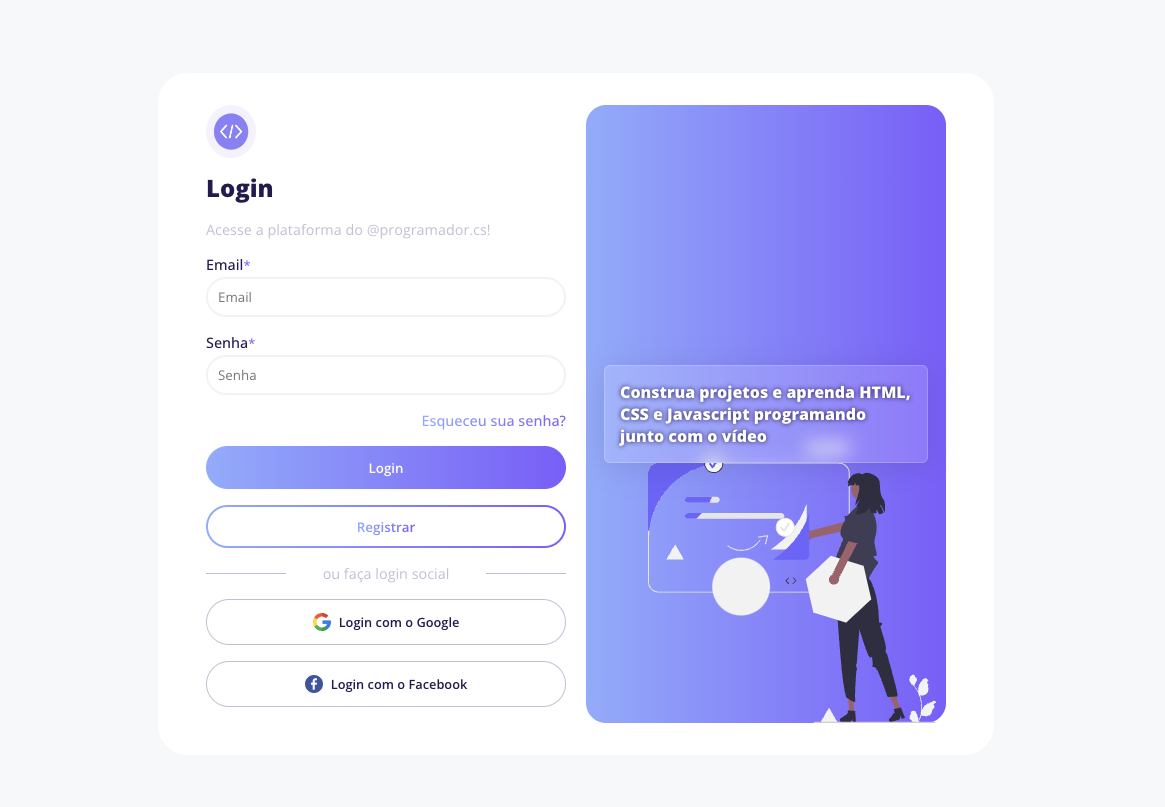 </>
Login
Acesse a plataforma do @programador.cs!
Email*
Email
Senha*
Senha
Esqueceu sua senha?
Login
Registrar
ou faça login social
Login com o Google
Login com o Facebook
Construa projetos e aprenda HTML,
CSS e Javascript programando
junto com o vídeo
<>